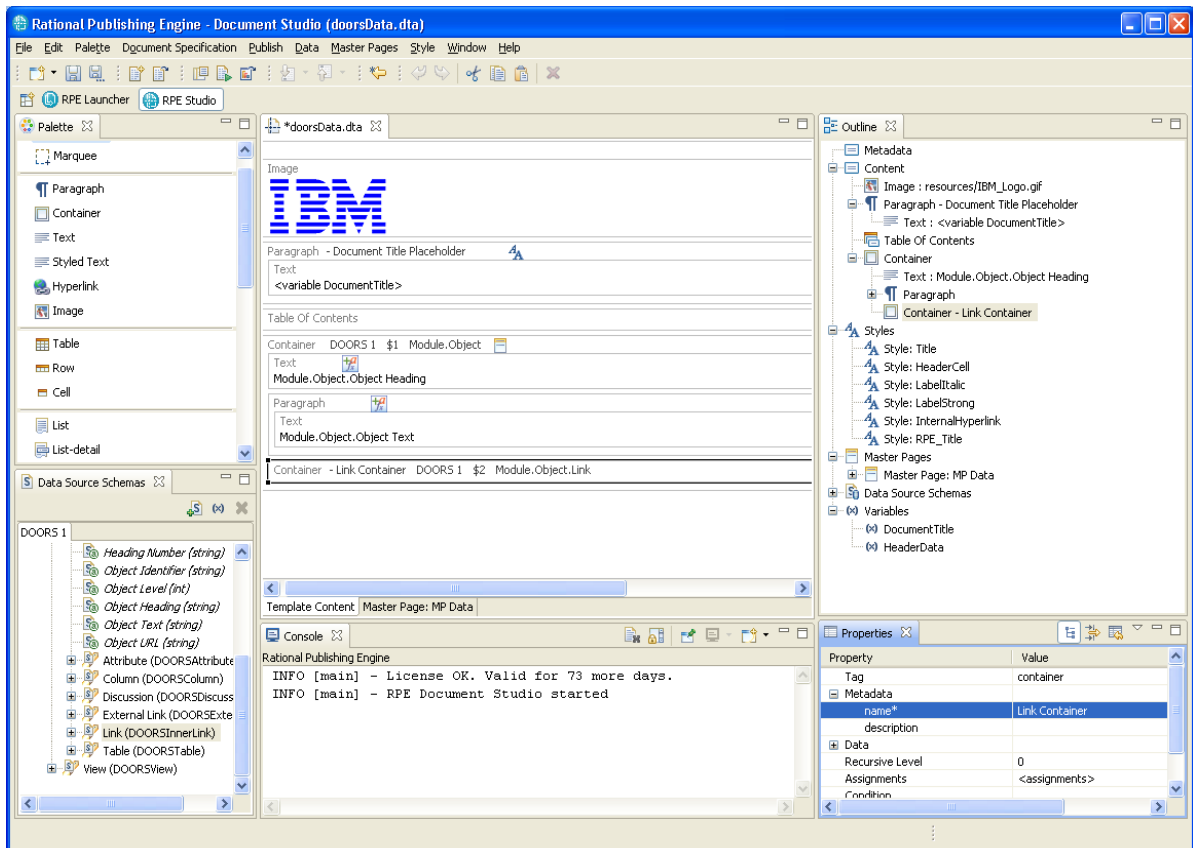 Rational Publishing Engine - Document Studio (doorsData.dta)
File Edit Palette Document Specification Publish Data Master Pages Style Window Help
RPE Launcher RPE Studio
Palette
Marquee
Paragraph
Container
Text
Styled Text
Hyperlink
Image
Table
Row
Cell
List
List-detail
Data Source Schemas
DOORS 1
Heading Number (string)
Object Identifier (string)
Object Level (int)
Object Heading (string)
Object Text (string)
Object URL (string)
Attribute (DOORSAttribute
Column (DOORSColumn)
Discussion (DOORSDiscuss
External Link (DOORSExte
Link (DOORSInnerLink)
Table (DOORSTable)
View (DOORSView)
*doorsData.dta
Image
IBM
Paragraph - Document Title Placeholder
Text
<variable DocumentTitle>
Table Of Contents
Container DOORS 1 $1 Module.Object
Text
Module.Object.Object Heading
Paragraph
Text
Module.Object.Object Text
Container - Link Container DOORS 1 $2 Module.Object.Link
Template Content Master Page: MP Data
Console
Rational Publishing Engine
INFO [main] - License OK. Valid for 73 more days.
INFO [main] - RPE Document Studio started
Outline
Metadata
Content
Image : resources/IBM_Logo.gif
Paragraph - Document Title Placeholder
Text : <variable DocumentTitle>
Table Of Contents
Container
Text : Module.Object.Object Heading
Paragraph
Container - Link Container
Styles
Style: Title
Style: HeaderCell
Style: LabelItalic
Style: LabelStrong
Style: InternalHyperlink
Style: RPE_Title
Master Pages
Master Page: MP Data
Data Source Schemas
Variables
DocumentTitle
HeaderData
Properties
Property Value
Tag container
Metadata
name* Link Container
description
Data
Recursive Level 0
Assignments <assignments>
Condition